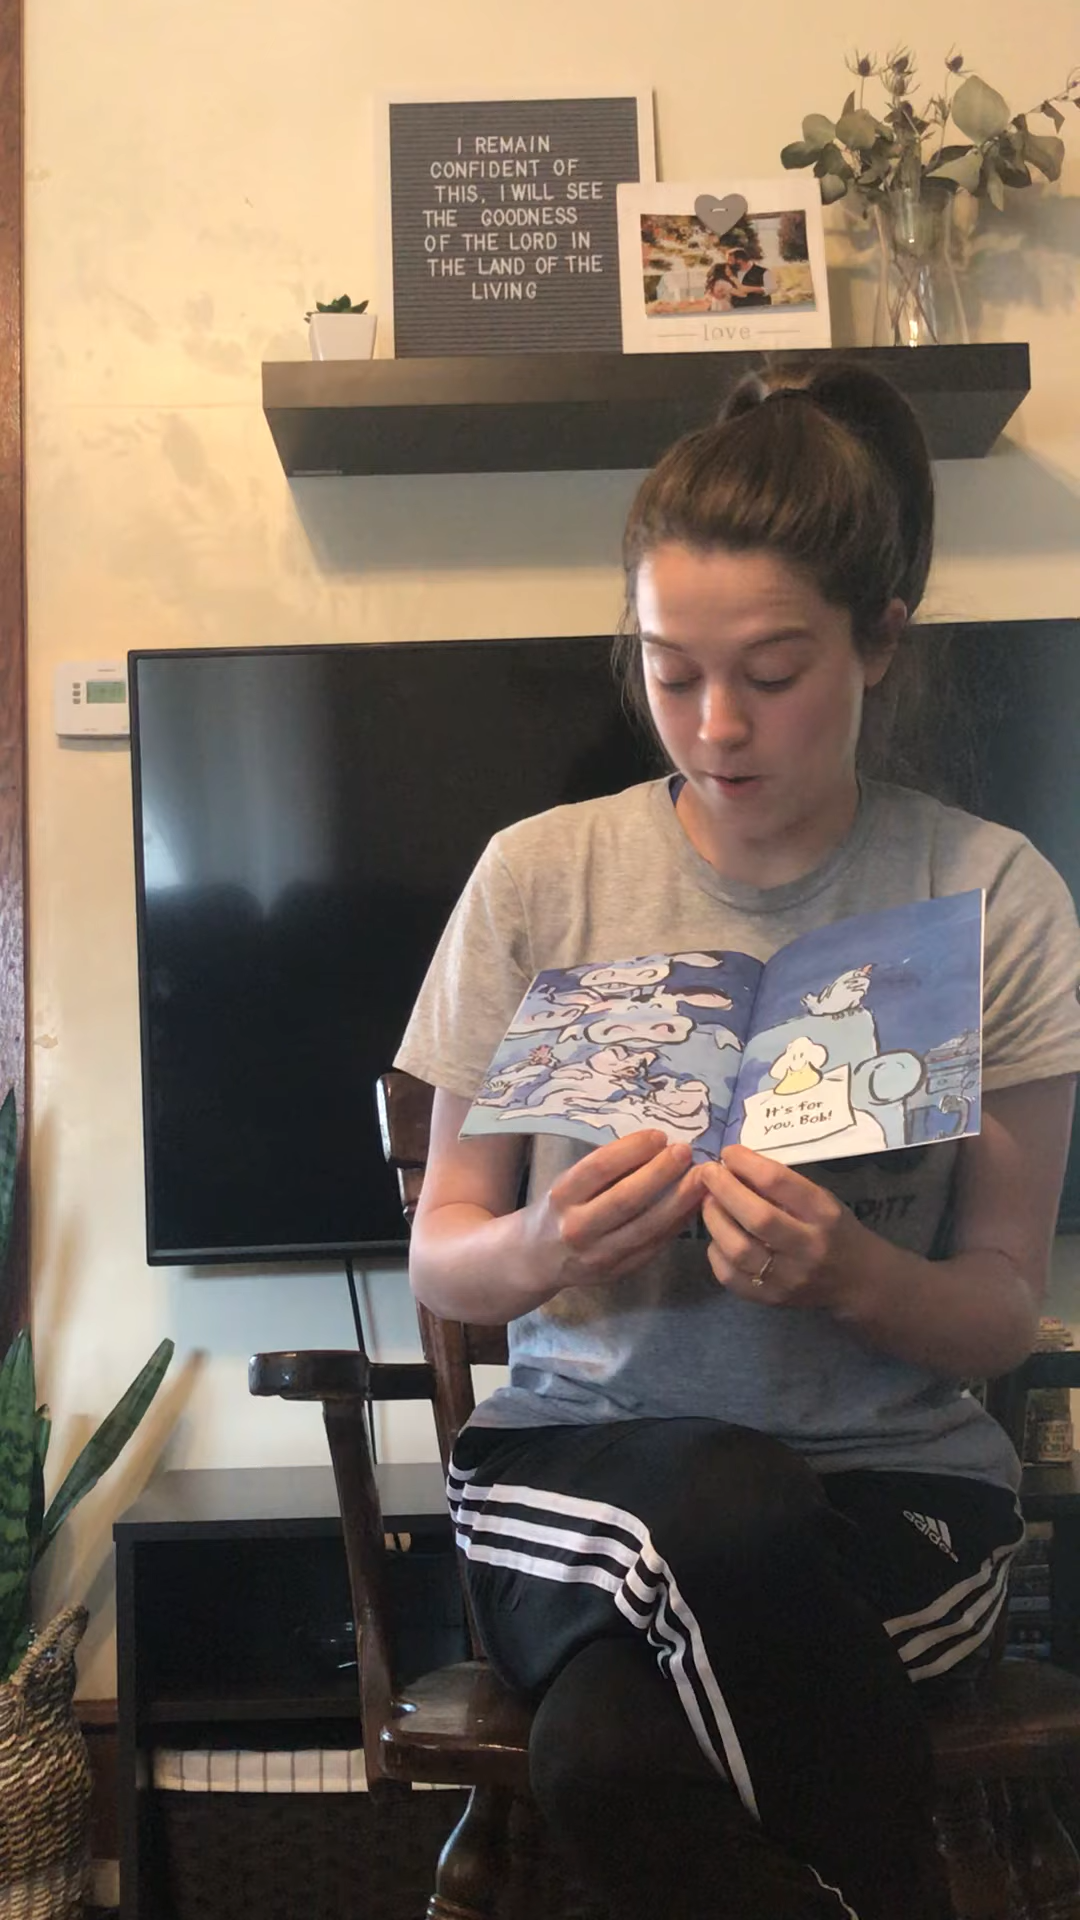 I REMAIN
CONFIDENT OF
THIS, I WILL SEE
THE GOODNESS
OF THE LORD IN
THE LAND OF THE
LIVING
love
It's for
you, Bob!
adidas